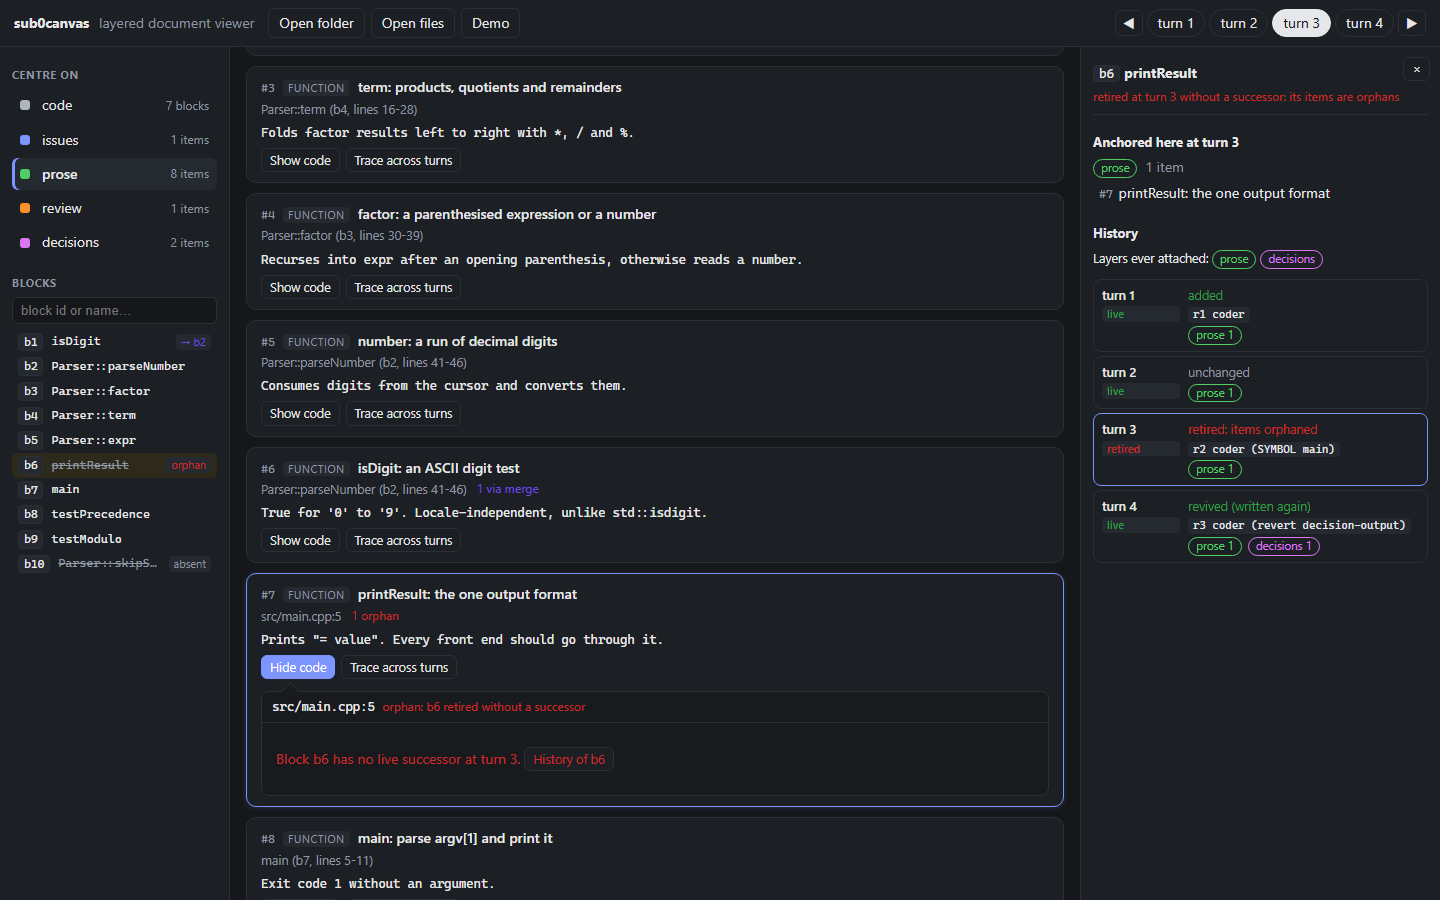 sub0canvas layered document viewer Open folder Open files Demo ◀ turn 1 turn 2 turn 3 turn 4 ▶
CENTRE ON
code 7 blocks
issues 1 items
prose 8 items
review 1 items
decisions 2 items
BLOCKS
block id or name...
b1 isDigit → b2
b2 Parser::parseNumber
b3 Parser::factor
b4 Parser::term
b5 Parser::expr
b6 printResult orphan
b7 main
b8 testPrecedence
b9 testModulo
b10 Parser::skipS… absent
#3 FUNCTION term: products, quotients and remainders
Parser::term (b4, lines 16-28)
Folds factor results left to right with *, / and %.
Show code Trace across turns
#4 FUNCTION factor: a parenthesised expression or a number
Parser::factor (b3, lines 30-39)
Recurses into expr after an opening parenthesis, otherwise reads a number.
Show code Trace across turns
#5 FUNCTION number: a run of decimal digits
Parser::parseNumber (b2, lines 41-46)
Consumes digits from the cursor and converts them.
Show code Trace across turns
#6 FUNCTION isDigit: an ASCII digit test
Parser::parseNumber (b2, lines 41-46) 1 via merge
True for '0' to '9'. Locale-independent, unlike std::isdigit.
Show code Trace across turns
#7 FUNCTION printResult: the one output format
src/main.cpp:5 1 orphan
Prints "= value". Every front end should go through it.
Hide code Trace across turns
src/main.cpp:5 orphan: b6 retired without a successor
Block b6 has no live successor at turn 3. History of b6
#8 FUNCTION main: parse argv[1] and print it
main (b7, lines 5-11)
Exit code 1 without an argument.
b6 printResult ×
retired at turn 3 without a successor: its items are orphans
Anchored here at turn 3
prose 1 item
#7 printResult: the one output format
History
Layers ever attached: prose decisions
turn 1 added
live r1 coder
prose 1
turn 2 unchanged
live prose 1
turn 3 retired: items orphaned
retired r2 coder (SYMBOL main)
prose 1
turn 4 revived (written again)
live r3 coder (revert decision-output)
prose 1 decisions 1